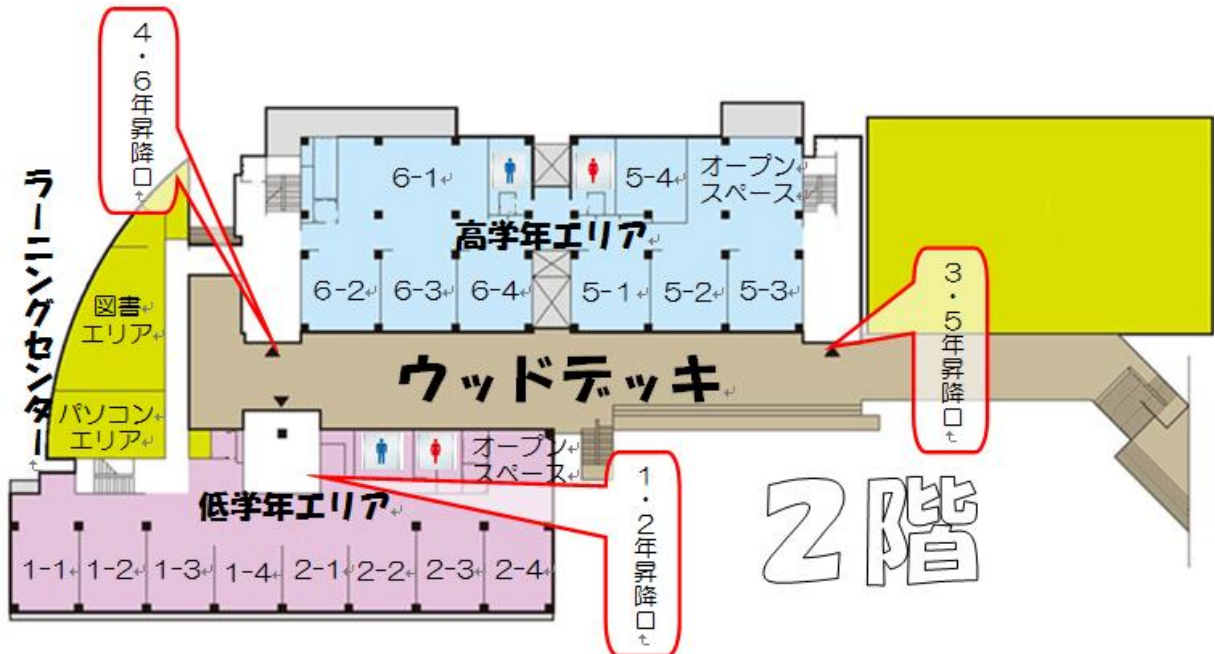 4・6年昇降口
ラーニングセンター
図書
エリア
パソコン
エリア
6-1
5-4
オープン
スペース
高学年エリア
6-2
6-3
6-4
5-1
5-2
5-3
3・5年昇降口
ウッドデッキ
オープン
スペース
低学年エリア
1-1
1-2
1-3
1-4
2-1
2-2
2-3
2-4
1・2年昇降口
2階